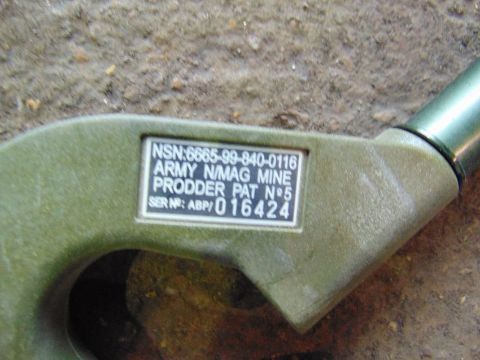 NSN:6665-99-840-0116
ARMY N/MAG MINE
PRODDER PAT Nº5
SER Nº: ABP/016424